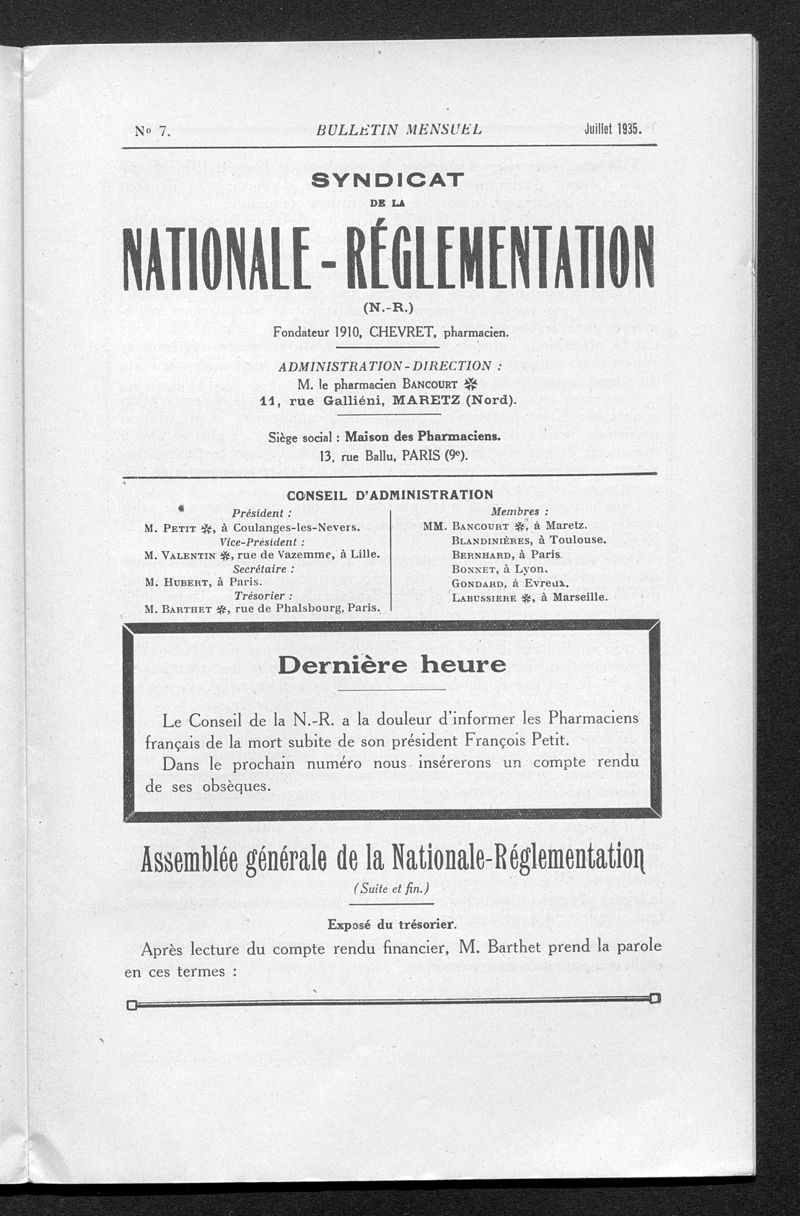 Nº 7. BULLETIN MENSUEL Juillet 1935.
SYNDICAT
DE LA
NATIONALE-RÉGLEMENTATION
(N.-R.)
Fondateur 1910, CHEVRET, pharmacien.
ADMINISTRATION-DIRECTION :
M. le pharmacien BANCOURT ✻
11, rue Galliéni, MARETZ (Nord).
Siège social : Maison des Pharmaciens.
13, rue Ballu, PARIS (9e).
CONSEIL D'ADMINISTRATION
Président :
M. PETIT ✻, à Coulanges-les-Nevers.
Vice-Président :
M. VALENTIN ✻, rue de Vazemme, à Lille.
Secrétaire :
M. HUBERT, à Paris.
Trésorier :
M. BARTHET ✻, rue de Phalsbourg, Paris.
Membres :
MM. BANCOURT ✻, à Maretz.
BLANDINIÈRES, à Toulouse.
BERNHARD, à Paris.
BONNET, à Lyon.
GONDARD, à Evreux.
LABUSSIERE ✻, à Marseille.
Dernière heure
Le Conseil de la N.-R. a la douleur d'informer les Pharmaciens
français de la mort subite de son président François Petit.
Dans le prochain numéro nous insérerons un compte rendu
de ses obsèques.
Assemblée générale de la Nationale-Réglementation
(Suite et fin.)
Exposé du trésorier.
Après lecture du compte rendu financier, M. Barthet prend la parole
en ces termes :